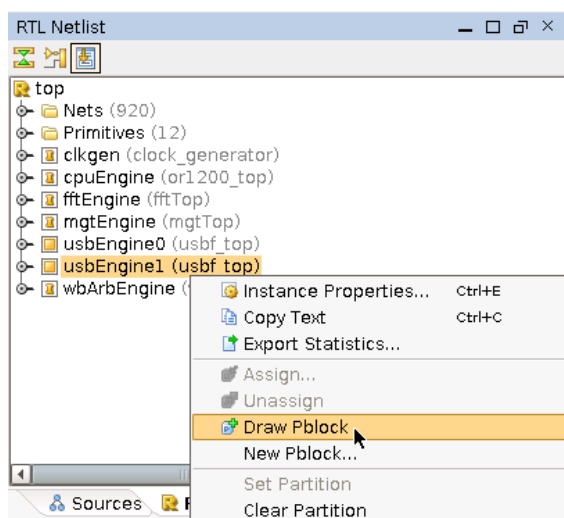 RTL Netlist
top
Nets (920)
Primitives (12)
clkgen (clock_generator)
cpuEngine (or1200_top)
fftEngine (fftTop)
mgtEngine (mgtTop)
usbEngine0 (usbf_top)
usbEngine1 (usbf_top)
wbArbEngine (
Instance Properties... Ctrl+E
Copy Text Ctrl+C
Export Statistics...
Assign...
Unassign
Draw Pblock
New Pblock...
Set Partition
Sources
Clear Partition